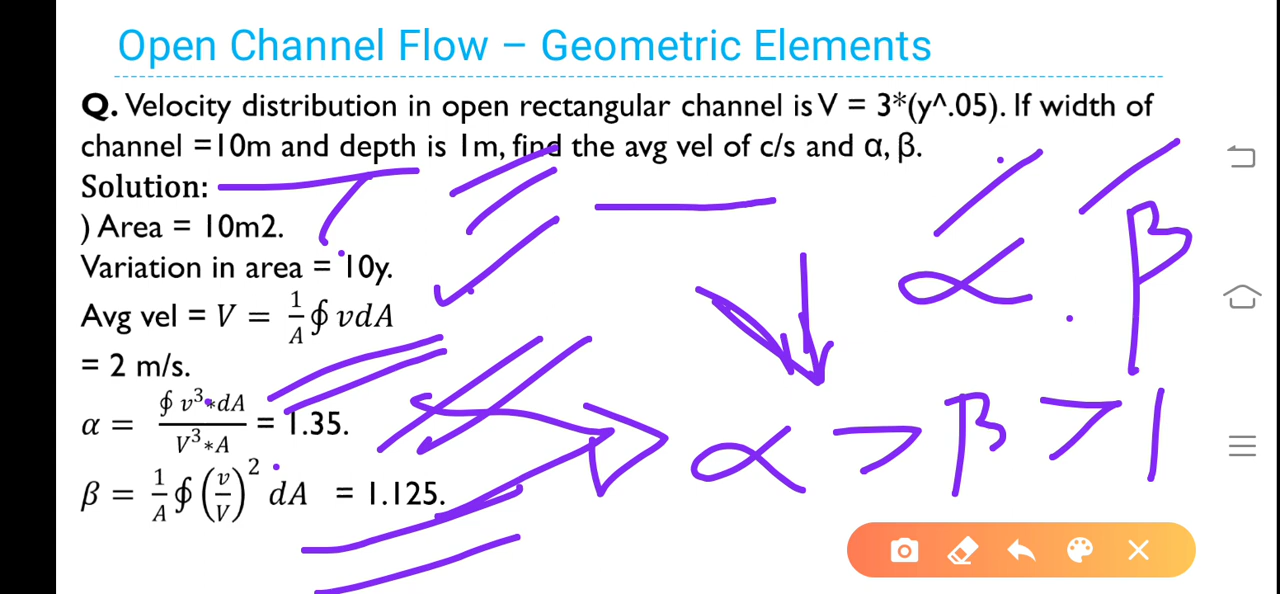 Open Channel Flow – Geometric Elements
Q. Velocity distribution in open rectangular channel is V = 3*(y^.05). If width of
channel =10m and depth is 1m, find the avg vel of c/s and α, β.
Solution:
) Area = 10m2.
Variation in area = 10y.
Avg vel = V = 1/A ∮ vdA
= 2 m/s.
α = ∮ v³*dA / V³*A = 1.35.
β = 1/A ∮ (v/V)² dA = 1.125.
α β
α > β > 1